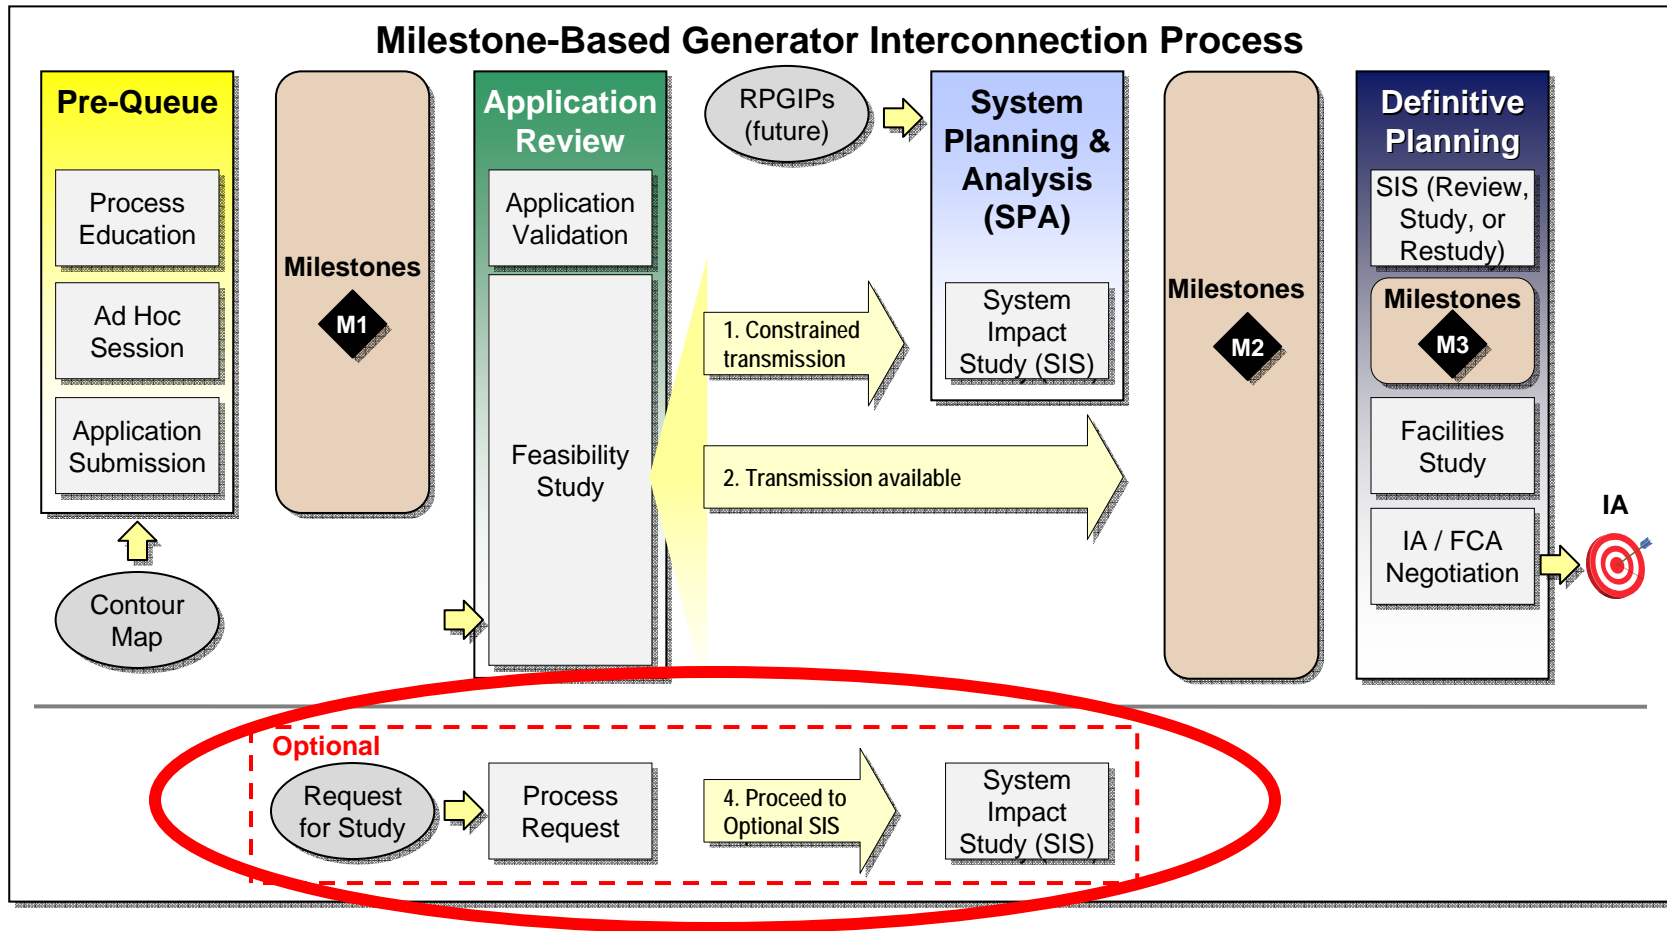 Milestone-Based Generator Interconnection Process
Pre-Queue
Process
Education
Ad Hoc
Session
Application
Submission
Contour
Map
Milestones
M1
Application
Review
Application
Validation
Feasibility
Study
RPGIPs
(future)
1. Constrained
transmission
2. Transmission available
System
Planning &
Analysis
(SPA)
System
Impact
Study (SIS)
Milestones
M2
Definitive
Planning
SIS (Review,
Study, or
Restudy)
Milestones
M3
Facilities
Study
IA / FCA
Negotiation
IA
Optional
Request
for Study
Process
Request
4. Proceed to
Optional SIS
System
Impact
Study (SIS)